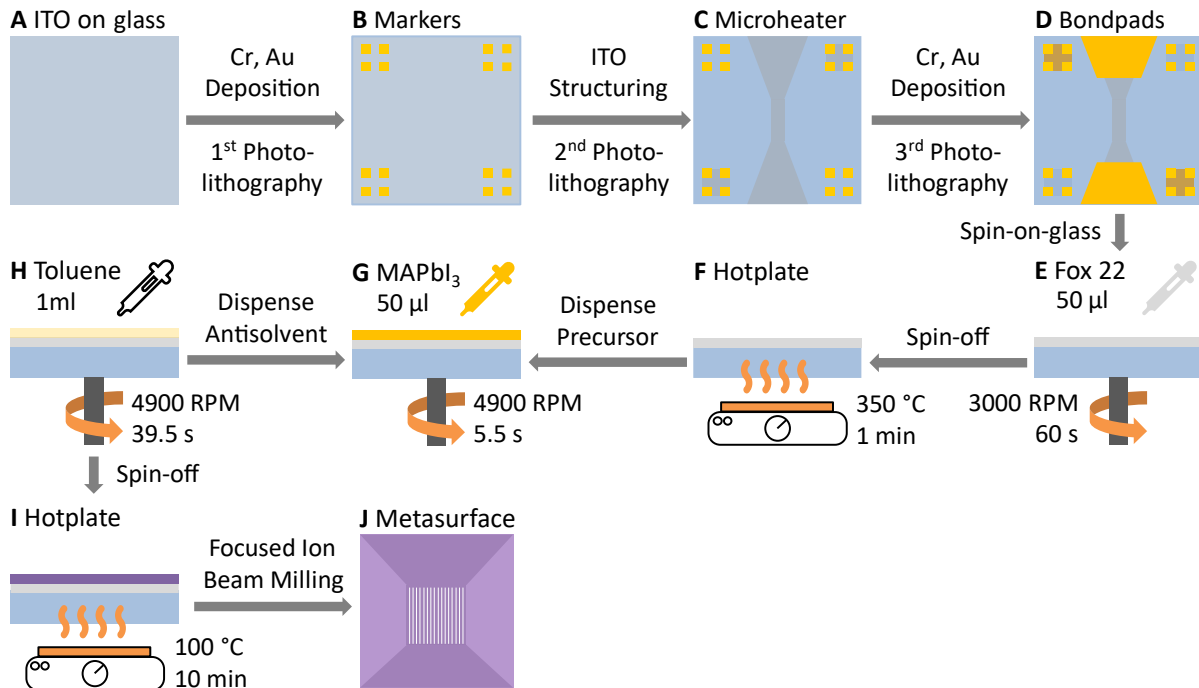 A ITO on glass
Cr, Au
Deposition
1st Photo-
lithography
B Markers
ITO
Structuring
2nd Photo-
lithography
C Microheater
Cr, Au
Deposition
3rd Photo-
lithography
D Bondpads
Spin-on-glass
H Toluene
1ml
4900 RPM
39.5 s
Dispense
Antisolvent
G MAPbI3
50 µl
4900 RPM
5.5 s
Dispense
Precursor
F Hotplate
350 °C
1 min
Spin-off
E Fox 22
50 µl
3000 RPM
60 s
Spin-off
I Hotplate
100 °C
10 min
Focused Ion
Beam Milling
J Metasurface